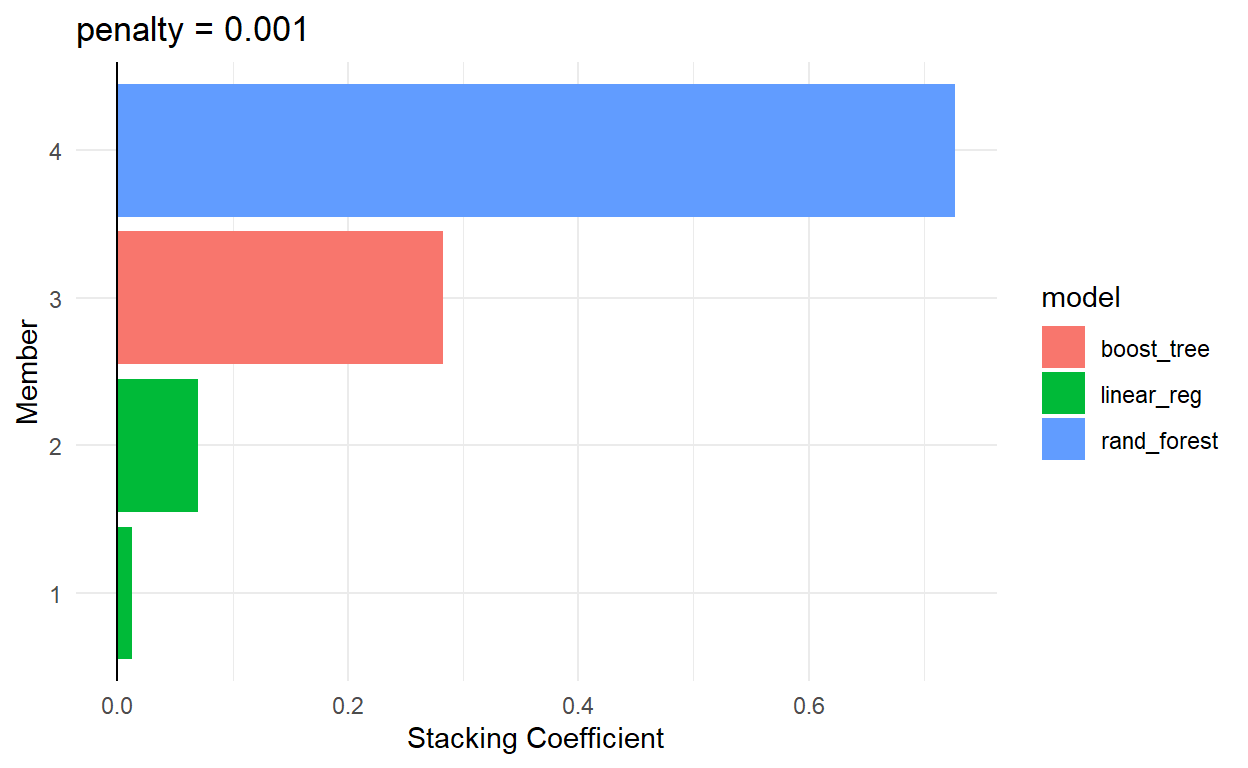 penalty = 0.001
4
3
2
1
Member
0.0 0.2 0.4 0.6
Stacking Coefficient
model
boost_tree
linear_reg
rand_forest